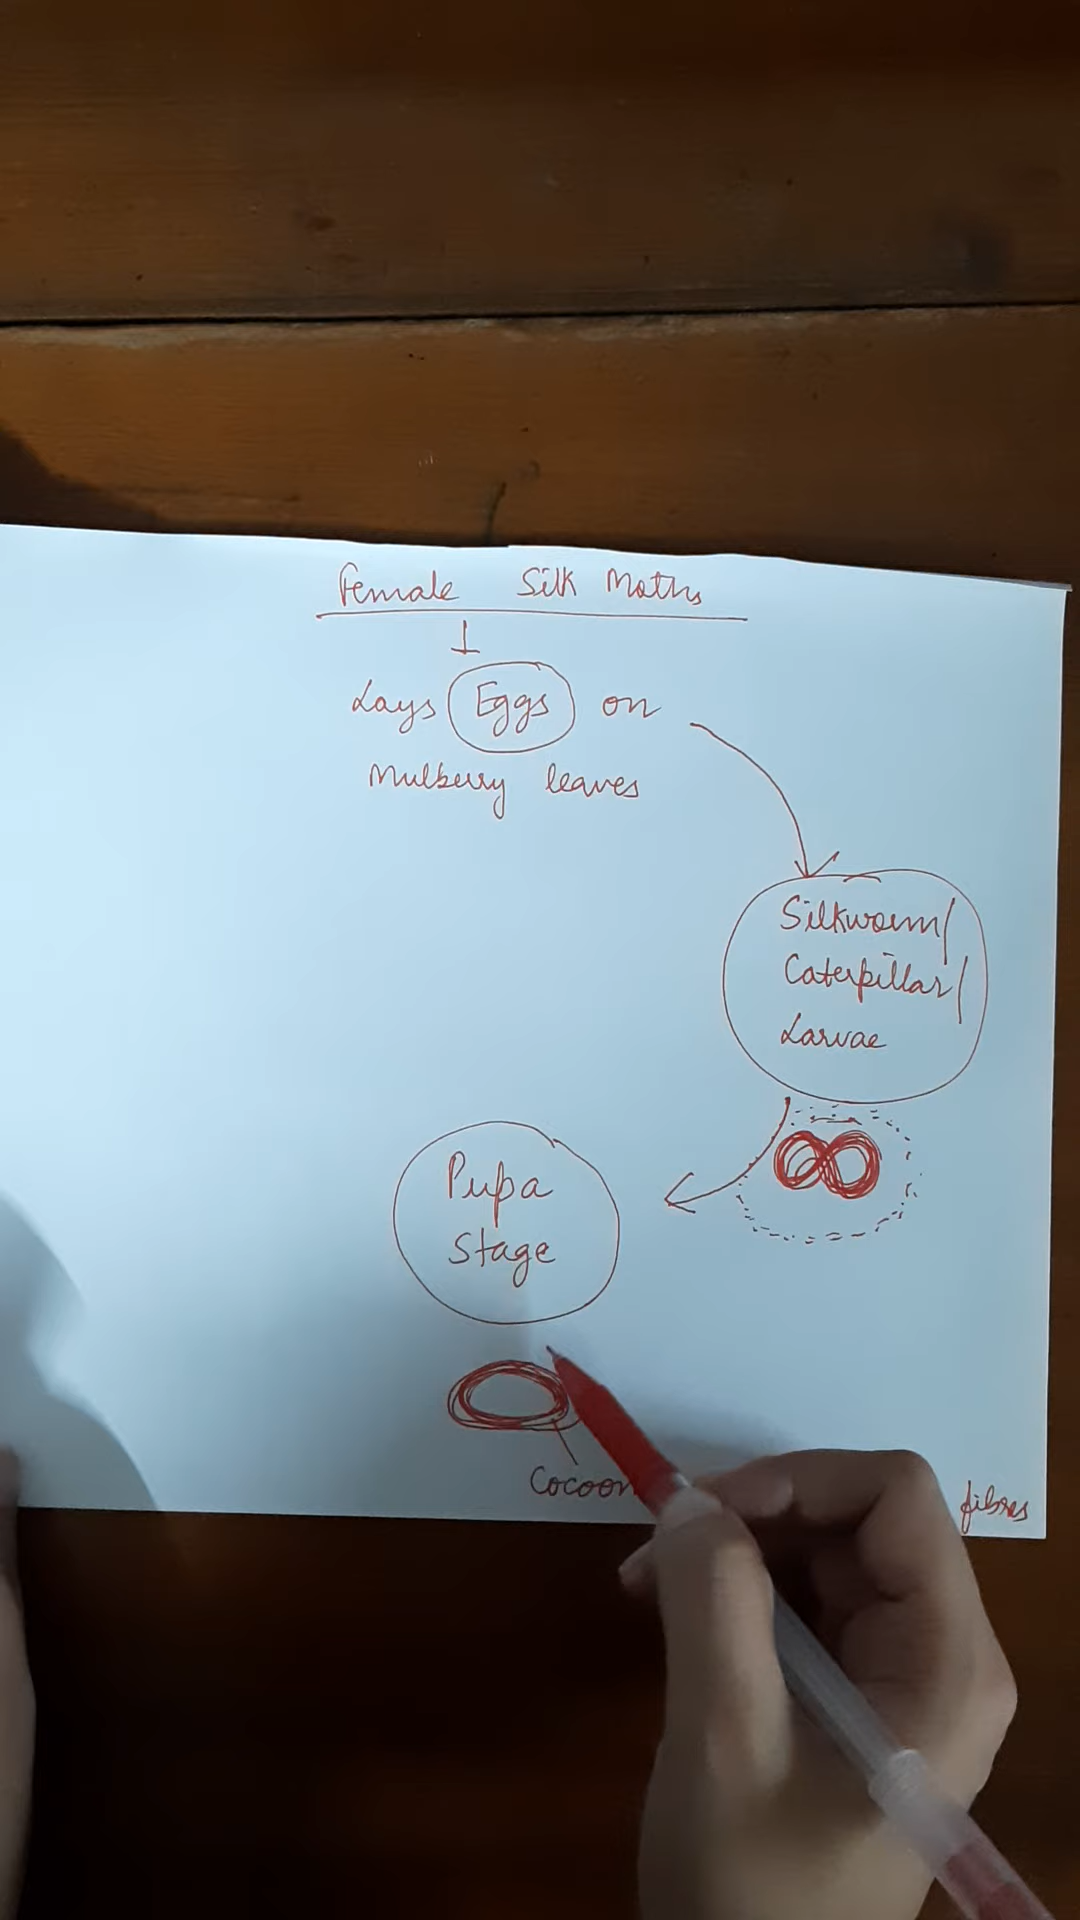 Female Silk Moths
Lays Eggs on
Mulberry leaves
Silkworm/
Caterpillar/
Larvae
Pupa
Stage
Cocoon
fibres